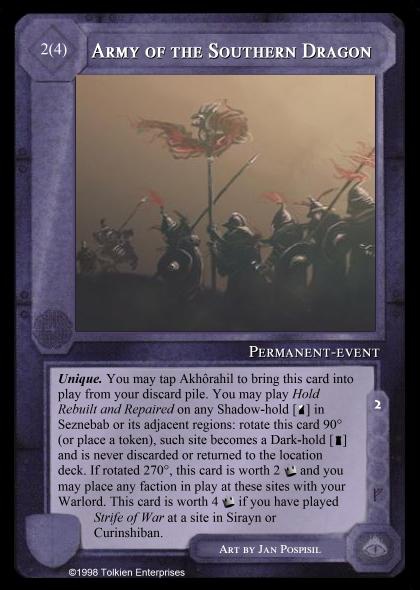 2(4)
ARMY OF THE SOUTHERN DRAGON
PERMANENT-EVENT
Unique. You may tap Akhôrahil to bring this card into
play from your discard pile. You may play Hold
Rebuilt and Repaired on any Shadow-hold [ ] in
Seznebab or its adjacent regions: rotate this card 90°
(or place a token), such site becomes a Dark-hold [ ]
and is never discarded or returned to the location
deck. If rotated 270°, this card is worth 2 and you
may place any faction in play at these sites with your
Warlord. This card is worth 4 if you have played
Strife of War at a site in Sirayn or
Curinshiban.
2
ART BY JAN POSPISIL
©1998 Tolkien Enterprises